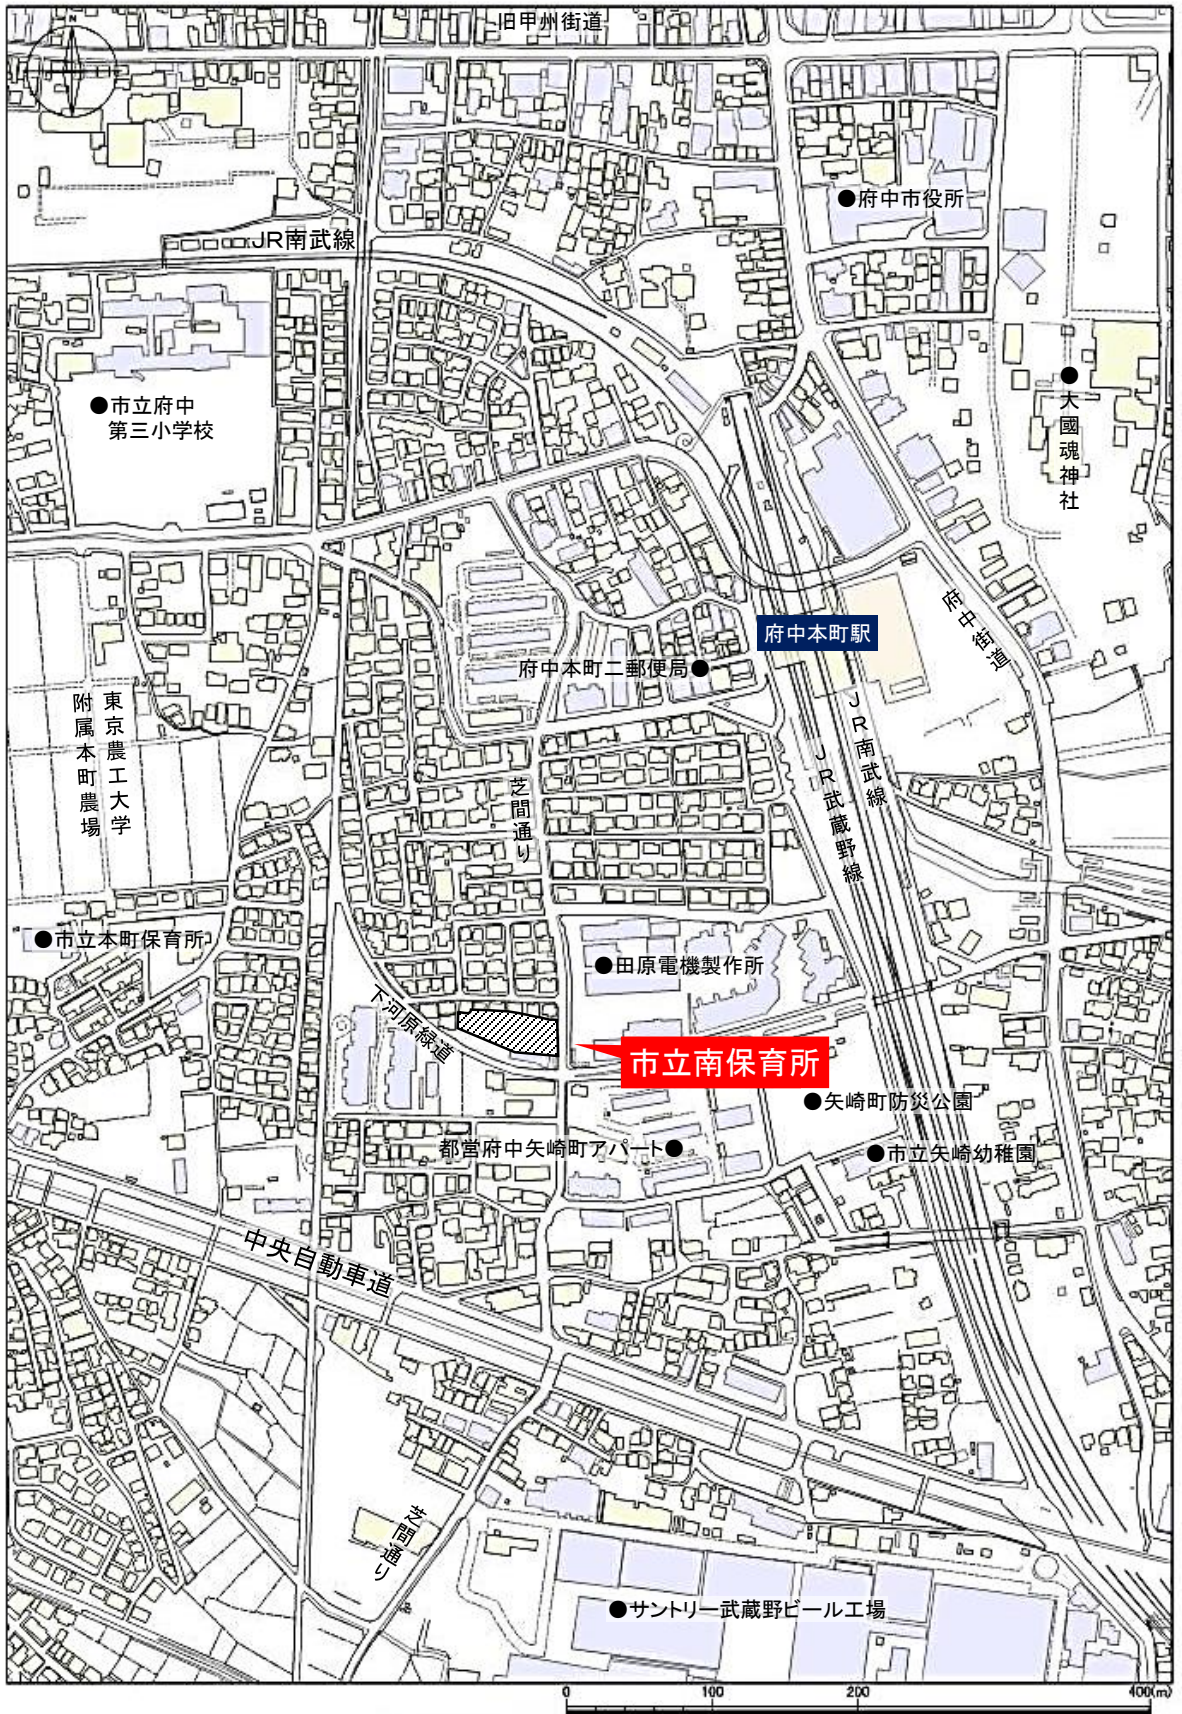 旧甲州街道
N
●府中市役所
JR南武線
●大國魂神社
●市立府中
第三小学校
府中街道
府中本町駅
府中本町二郵便局●
東京農工大学
附属本町農場
JR南武線
JR武蔵野線
芝間通り
●市立本町保育所
●田原電機製作所
下河原緑道
市立南保育所
●矢崎町防災公園
都営府中矢崎町アパート●
●市立矢崎幼稚園
中央自動車道
芝間通り
●サントリー武蔵野ビール工場
0 100 200 400(m)